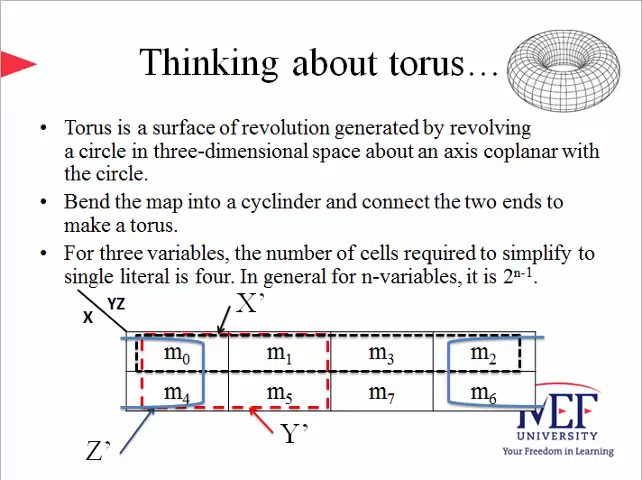 Thinking about torus…
• Torus is a surface of revolution generated by revolving
a circle in three-dimensional space about an axis coplanar with
the circle.
• Bend the map into a cylinder and connect the two ends to
make a torus.
• For three variables, the number of cells required to simplify to
single literal is four. In general for n-variables, it is 2ⁿ⁻¹.
X YZ X’
m₀ m₁ m₃ m₂
m₄ m₅ m₇ m₆
Z’ Y’
MEF
UNIVERSITY
Your Freedom in Learning